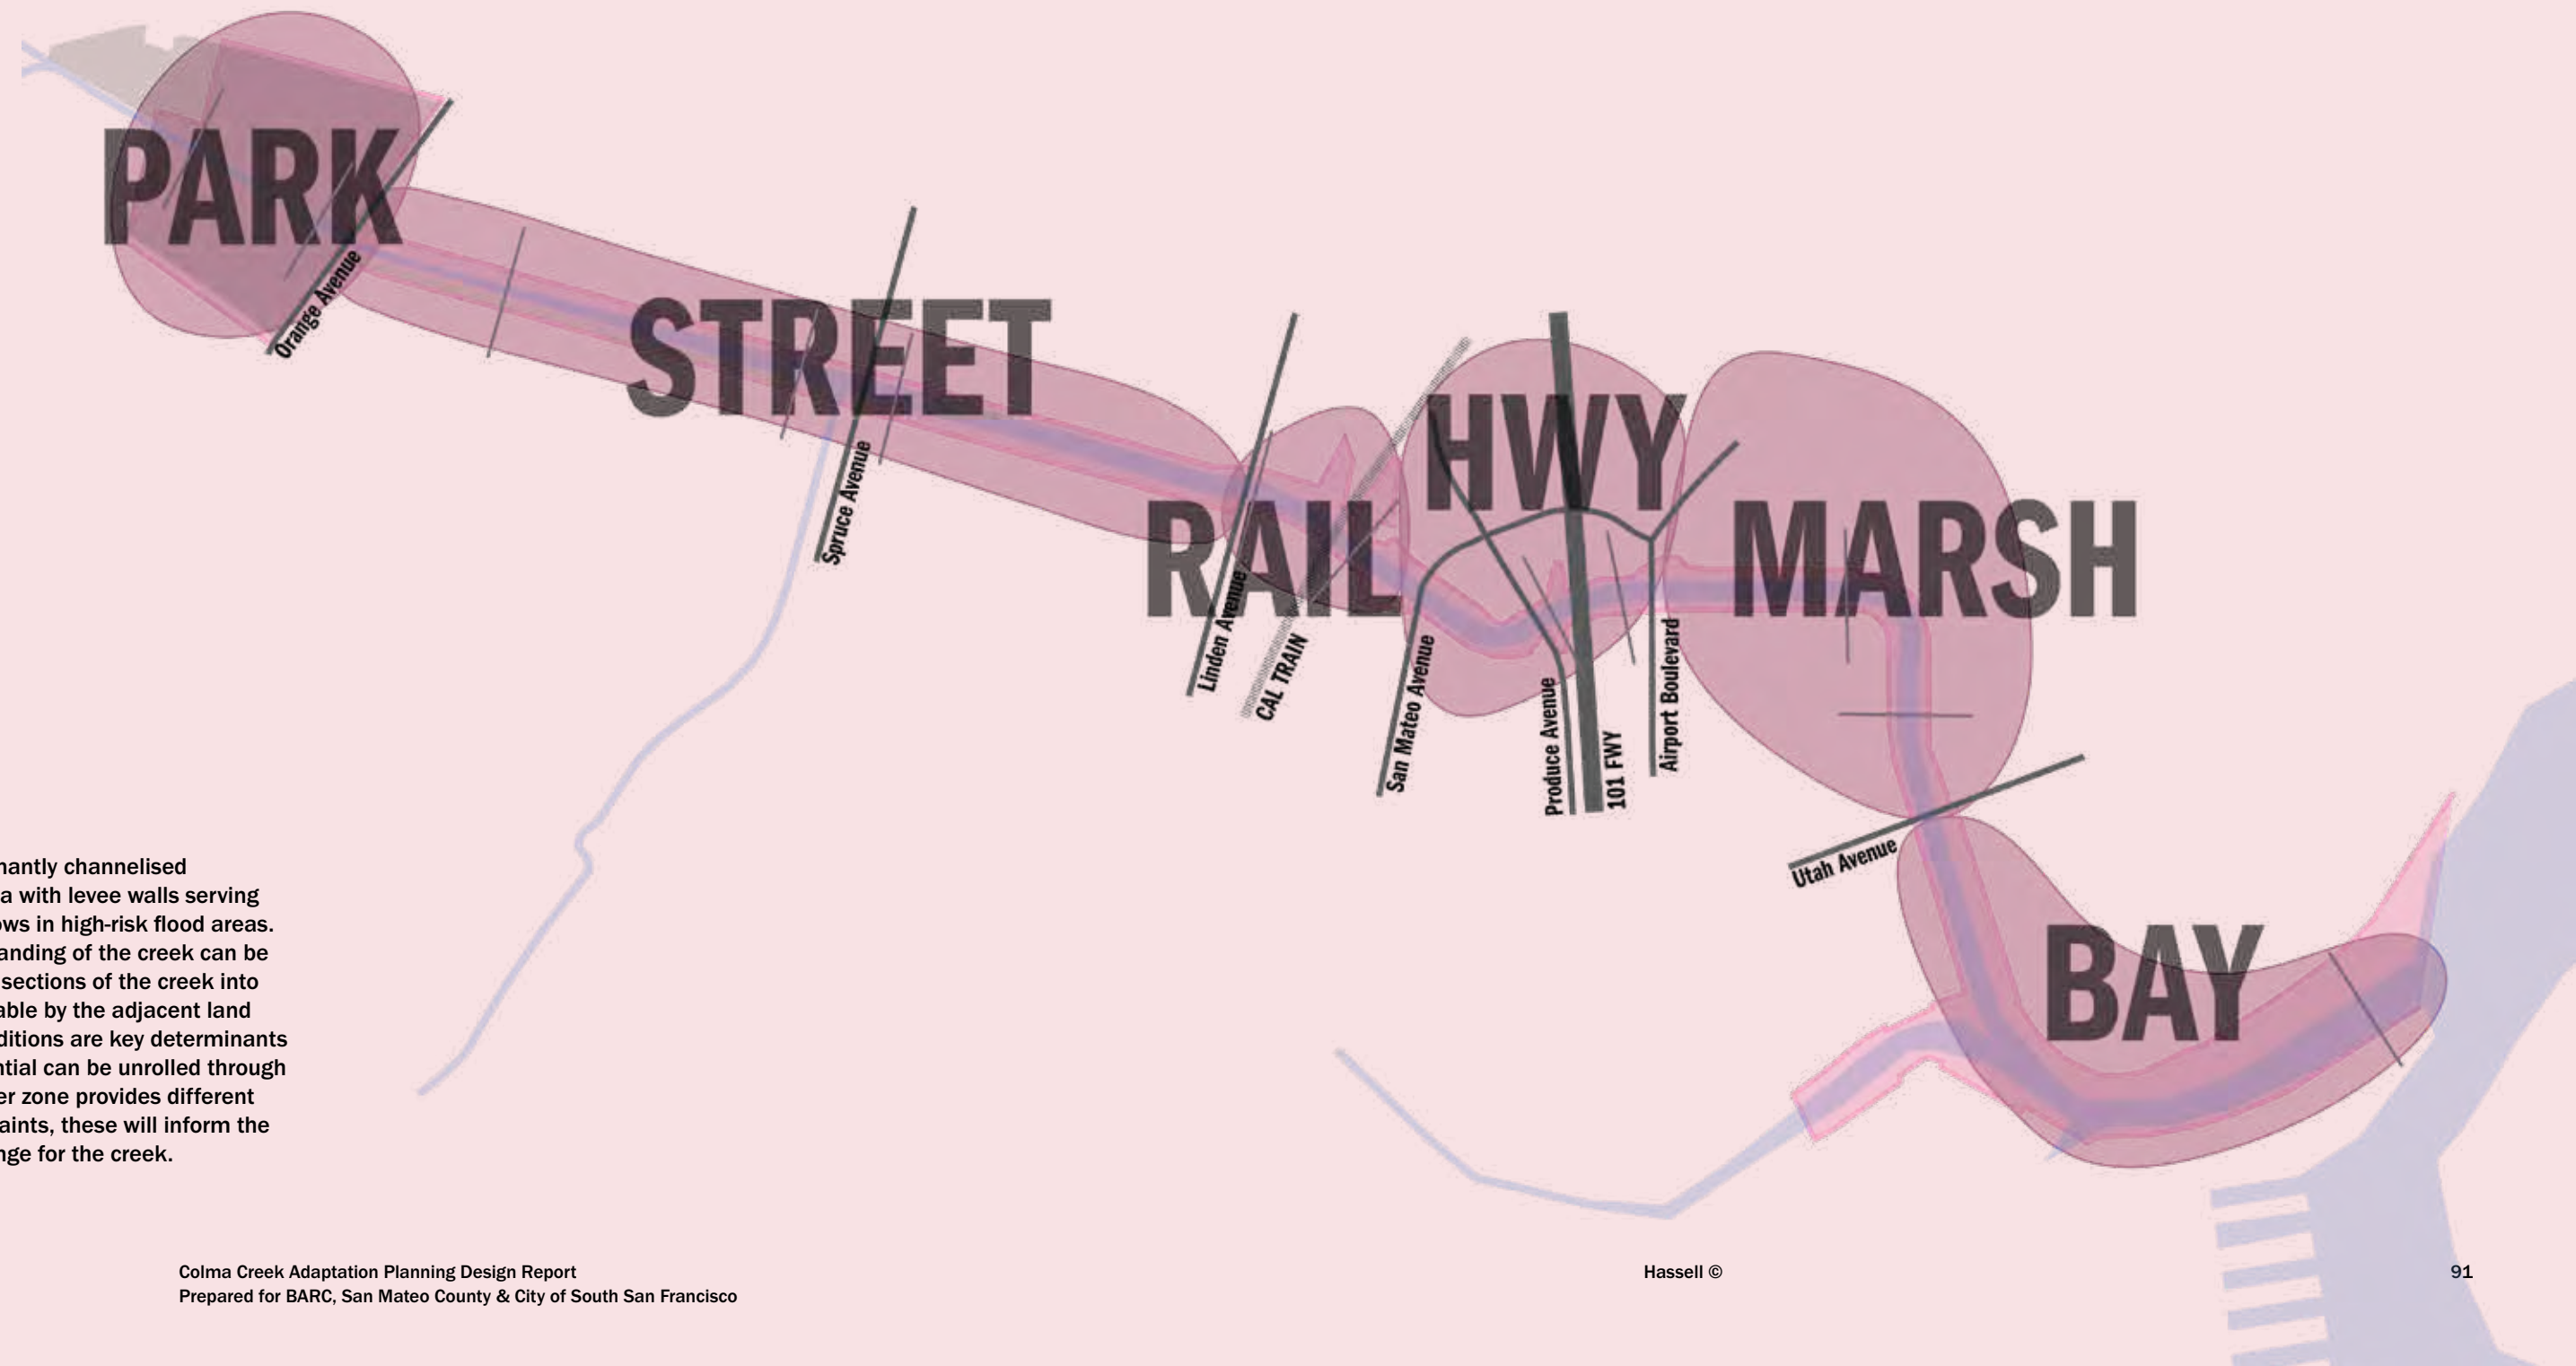 PARK
Orange Avenue
STREET
Spruce Avenue
RAIL
Linden Avenue
CAL TRAIN
HWY
San Mateo Avenue
Produce Avenue
101 FWY
Airport Boulevard
MARSH
Utah Avenue
BAY
nantly channelised
a with levee walls serving
ows in high-risk flood areas.
anding of the creek can be
sections of the creek into
able by the adjacent land
ditions are key determinants
ntial can be unrolled through
er zone provides different
aints, these will inform the
nge for the creek.
Colma Creek Adaptation Planning Design Report
Prepared for BARC, San Mateo County & City of South San Francisco
Hassell ©
91